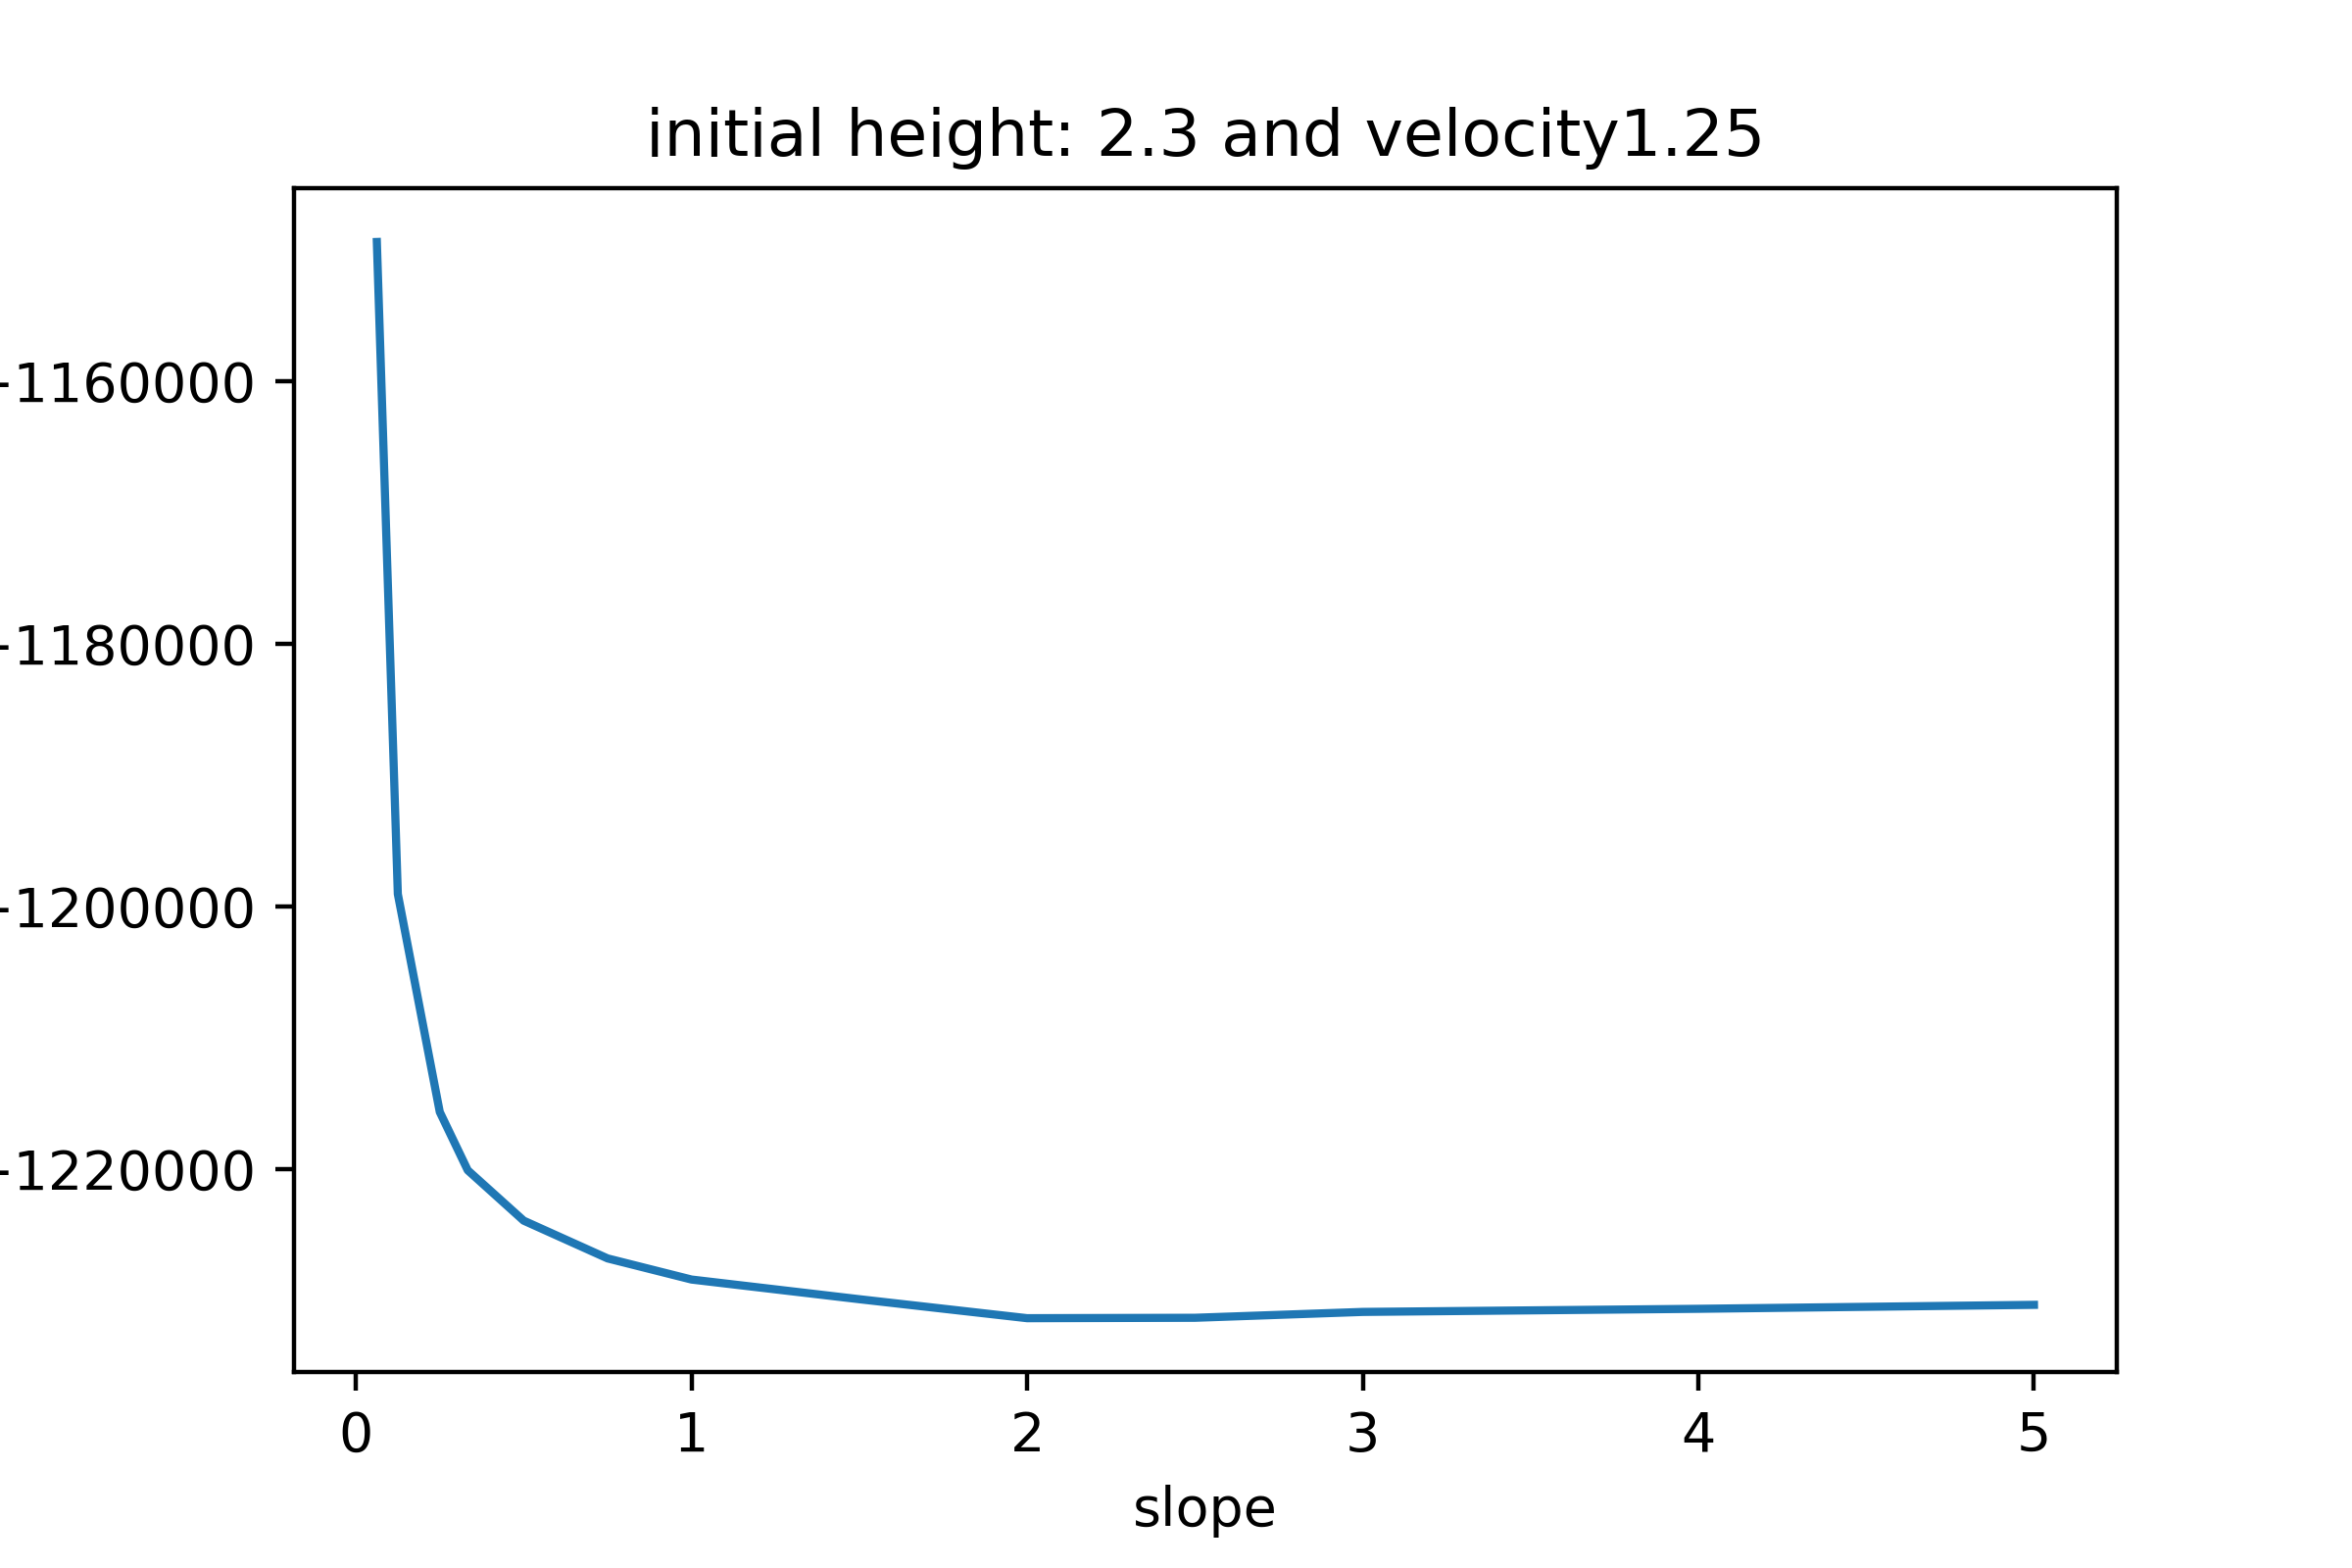 initial height: 2.3 and velocity1.25
-1160000
-1180000
-1200000
-1220000
0 1 2 3 4 5
slope